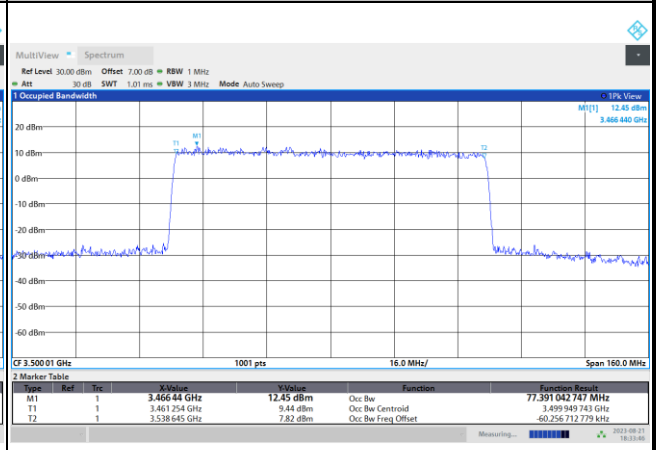 MultiView Spectrum
Ref Level 30.00 dBm Offset 7.00 dB RBW 1 MHz
Att 30 dB SWT 1.01 ms VBW 3 MHz Mode Auto Sweep
1 Occupied Bandwidth 1Pk View
M1[1] 12.45 dBm
3.466 440 GHz
20 dBm
M1
T1
T2
10 dBm
0 dBm
-10 dBm
-20 dBm
-30 dBm
-40 dBm
-50 dBm
-60 dBm
CF 3.500 01 GHz 1001 pts 16.0 MHz/ Span 160.0 MHz
2 Marker Table
Type Ref Trc X-Value Y-Value Function Function Result
M1 1 3.466 44 GHz 12.45 dBm Occ Bw 77.391 042 747 MHz
T1 1 3.461 254 GHz 9.44 dBm Occ Bw Centroid 3.499 949 743 GHz
T2 1 3.538 645 GHz 7.82 dBm Occ Bw Freq Offset -60.256 712 779 kHz
Measuring... 2023-08-21
18:33:40